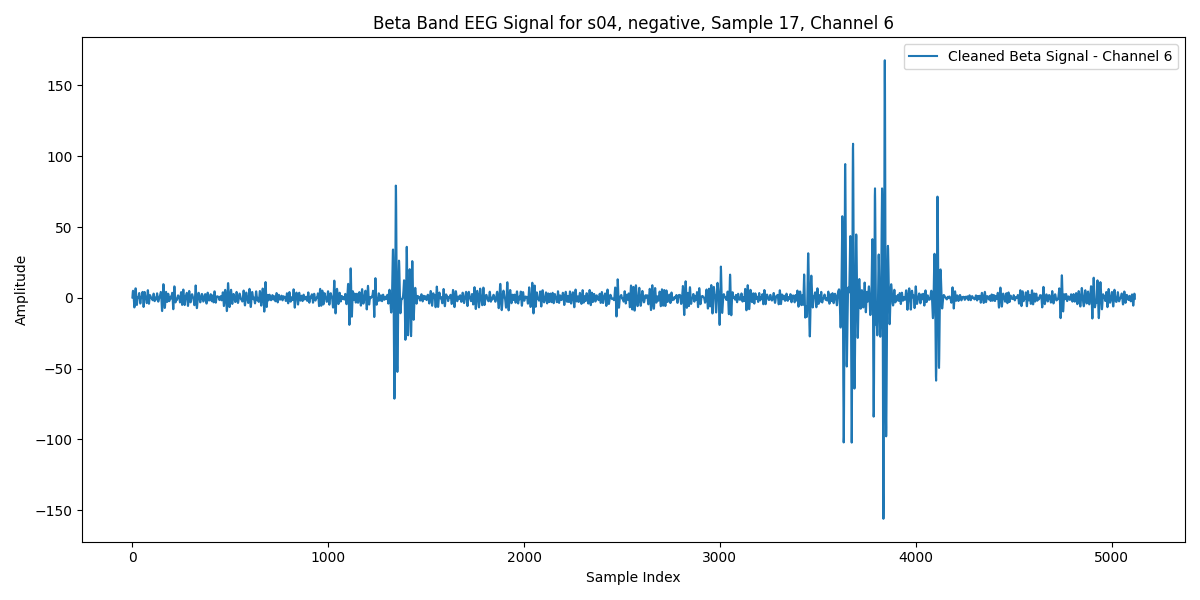 Beta Band EEG Signal for s04, negative, Sample 17, Channel 6
Cleaned Beta Signal - Channel 6
Amplitude
150
100
50
0
−50
−100
−150
0 1000 2000 3000 4000 5000
Sample Index